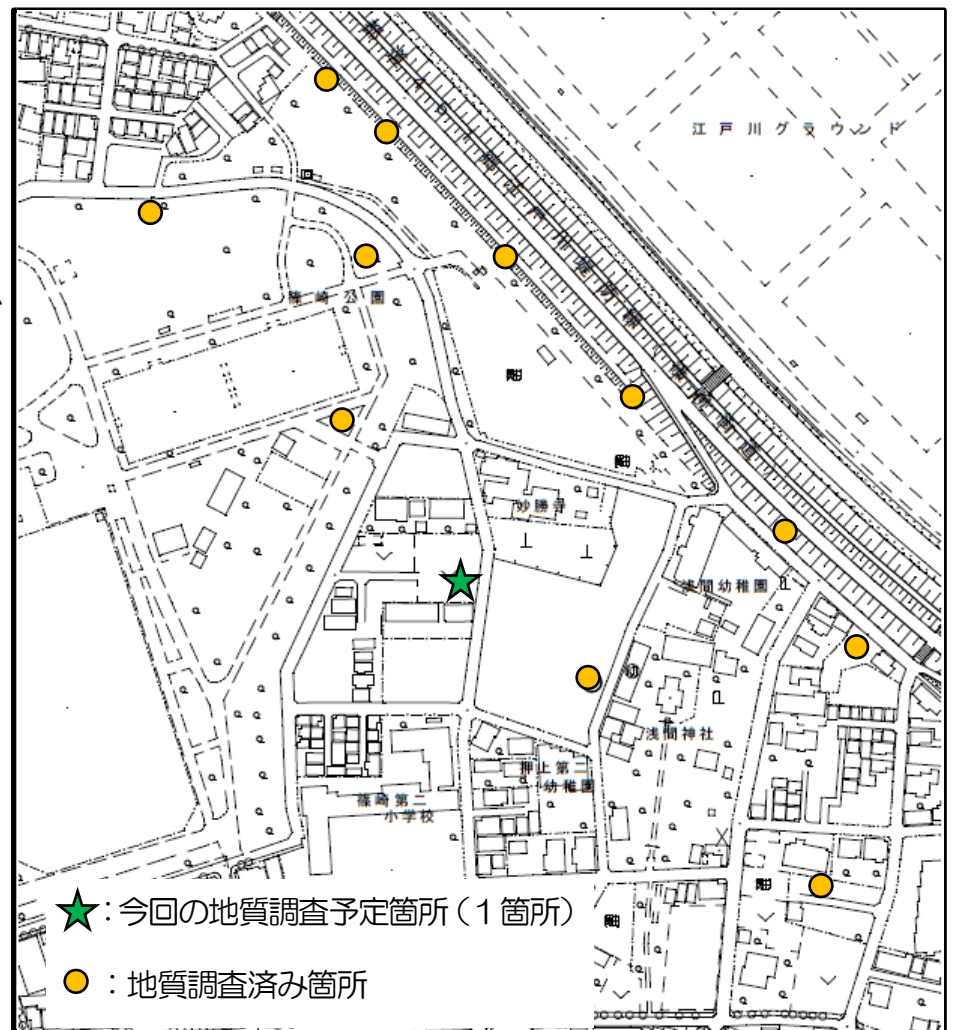 江戸川グラウンド
篠崎公園
妙勝寺
浅間幼稚園
浅間神社
押上第二
幼稚園
篠崎第二
小学校
★:今回の地質調査予定箇所(1箇所)
:地質調査済み箇所